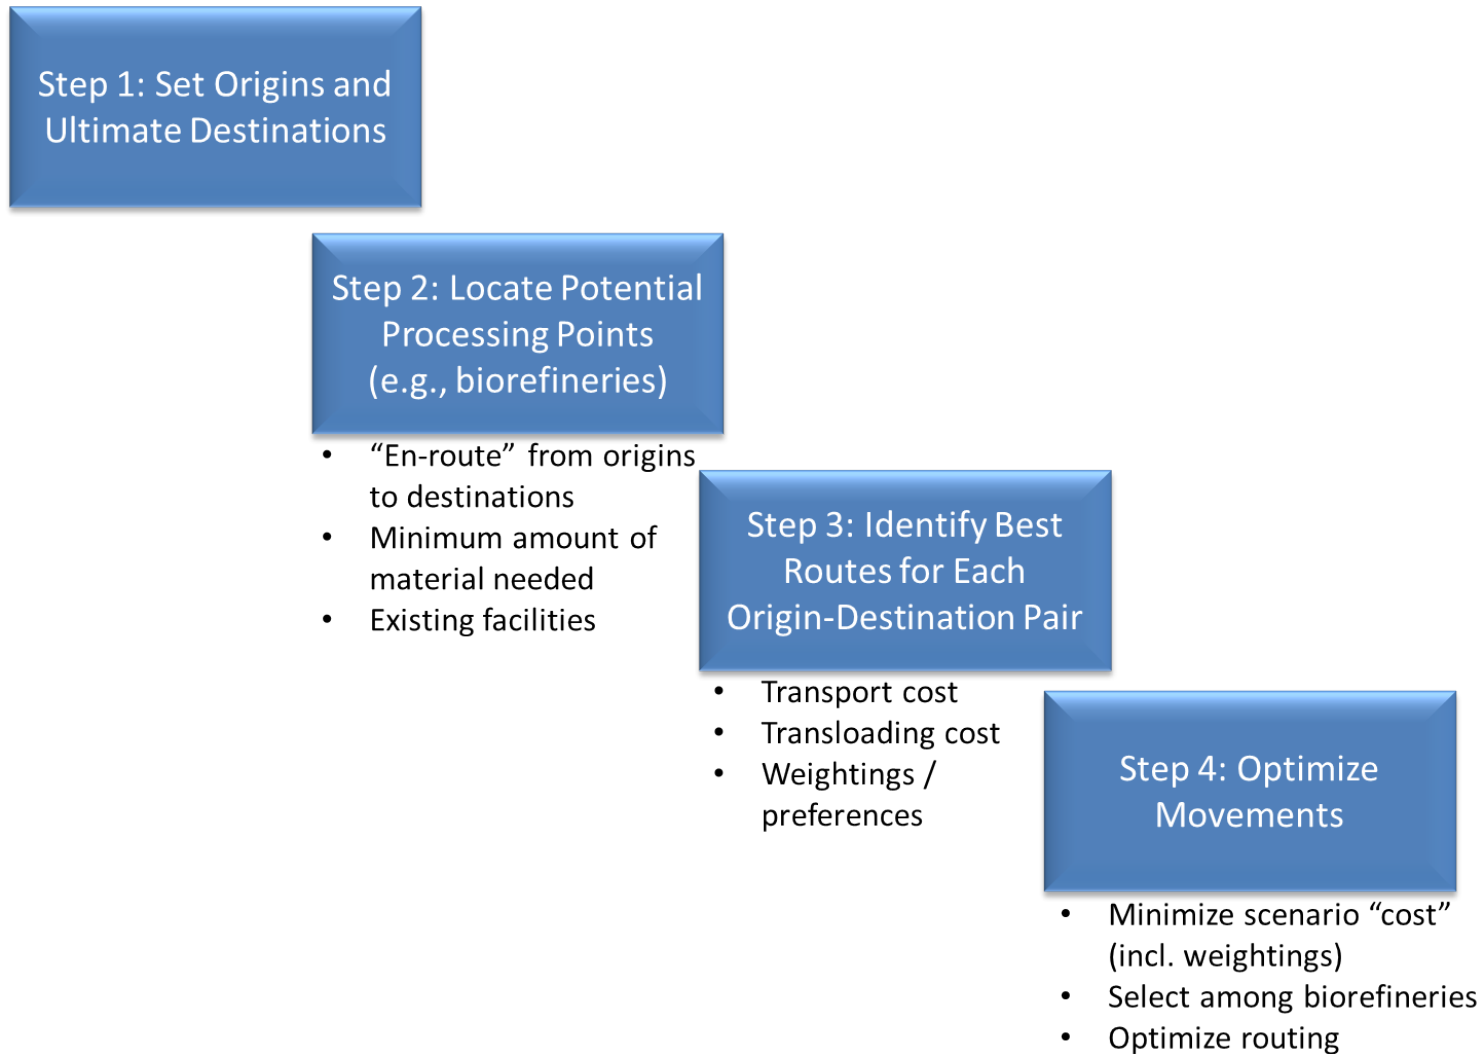 Step 1: Set Origins and
Ultimate Destinations
Step 2: Locate Potential
Processing Points
(e.g., biorefineries)
• “En-route” from origins
to destinations
• Minimum amount of
material needed
• Existing facilities
Step 3: Identify Best
Routes for Each
Origin-Destination Pair
• Transport cost
• Transloading cost
• Weightings /
preferences
Step 4: Optimize
Movements
• Minimize scenario “cost”
(incl. weightings)
• Select among biorefineries
• Optimize routing